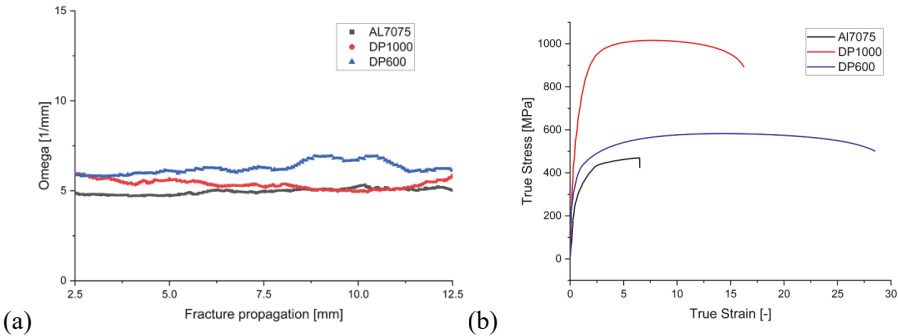 15
10
5
0
Omega [1/mm]
AL7075
DP1000
DP600
2.5 5.0 7.5 10.0 12.5
Fracture propagation [mm]
(a)
1000
800
600
400
200
0
True Stress [MPa]
Al7075
DP1000
DP600
0 5 10 15 20 25 30
True Strain [-]
(b)